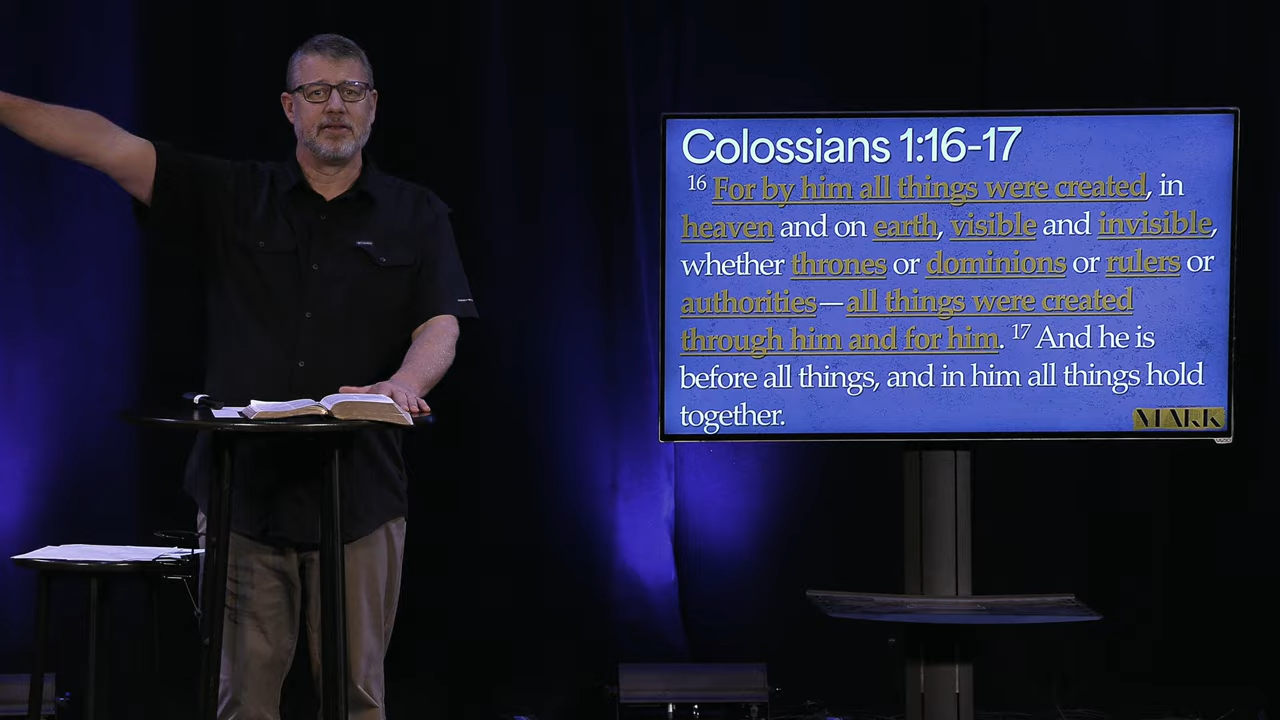 Colossians 1:16-17
16 For by him all things were created, in
heaven and on earth, visible and invisible,
whether thrones or dominions or rulers or
authorities—all things were created
through him and for him. 17 And he is
before all things, and in him all things hold
together.
MARK